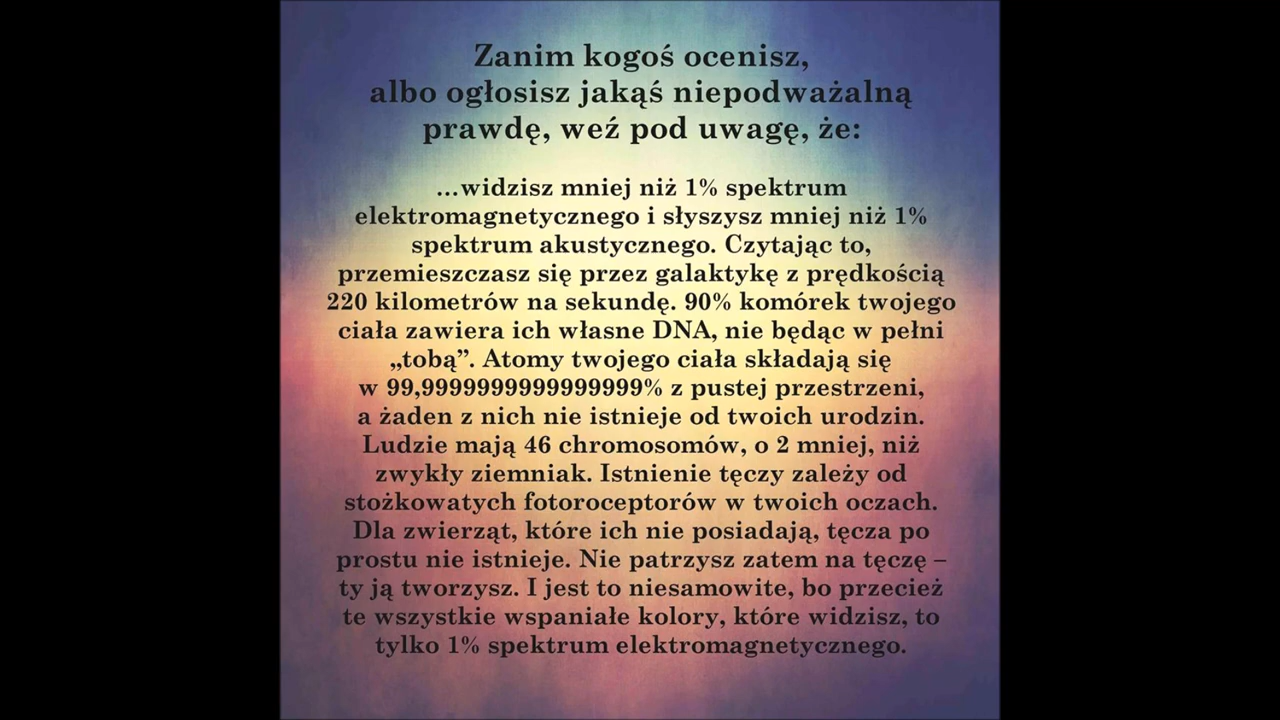 Zanim kogoś ocenisz,
albo ogłosisz jakąś niepodważalną
prawdę, weź pod uwagę, że:
...widzisz mniej niż 1% spektrum
elektromagnetycznego i słyszysz mniej niż 1%
spektrum akustycznego. Czytając to,
przemieszczasz się przez galaktykę z prędkością
220 kilometrów na sekundę. 90% komórek twojego
ciała zawiera ich własne DNA, nie będąc w pełni
„tobą”. Atomy twojego ciała składają się
w 99,9999999999999999% z pustej przestrzeni,
a żaden z nich nie istnieje od twoich urodzin.
Ludzie mają 46 chromosomów, o 2 mniej, niż
zwykły ziemniak. Istnienie tęczy zależy od
stożkowatych fotoroceptorów w twoich oczach.
Dla zwierząt, które ich nie posiadają, tęcza po
prostu nie istnieje. Nie patrzysz zatem na tęczę –
ty ją tworzysz. I jest to niesamowite, bo przecież
te wszystkie wspaniałe kolory, które widzisz, to
tylko 1% spektrum elektromagnetycznego.